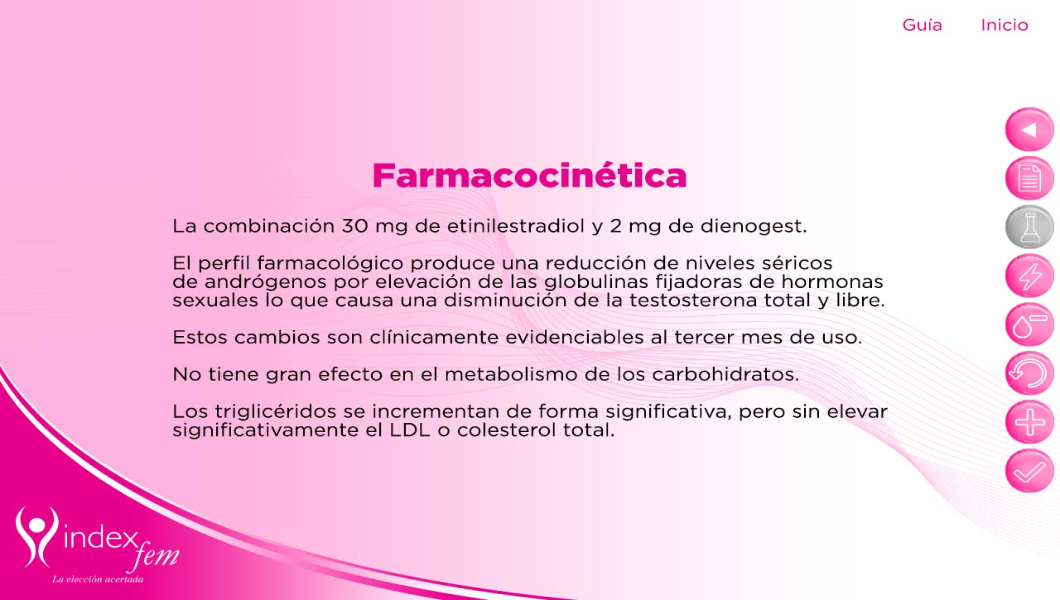 Guía Inicio
Farmacocinética
La combinación 30 mg de etinilestradiol y 2 mg de dienogest.
El perfil farmacológico produce una reducción de niveles séricos
de andrógenos por elevación de las globulinas fijadoras de hormonas
sexuales lo que causa una disminución de la testosterona total y libre.
Estos cambios son clínicamente evidenciables al tercer mes de uso.
No tiene gran efecto en el metabolismo de los carbohidratos.
Los triglicéridos se incrementan de forma significativa, pero sin elevar
significativamente el LDL o colesterol total.
index
fem
La elección acertada